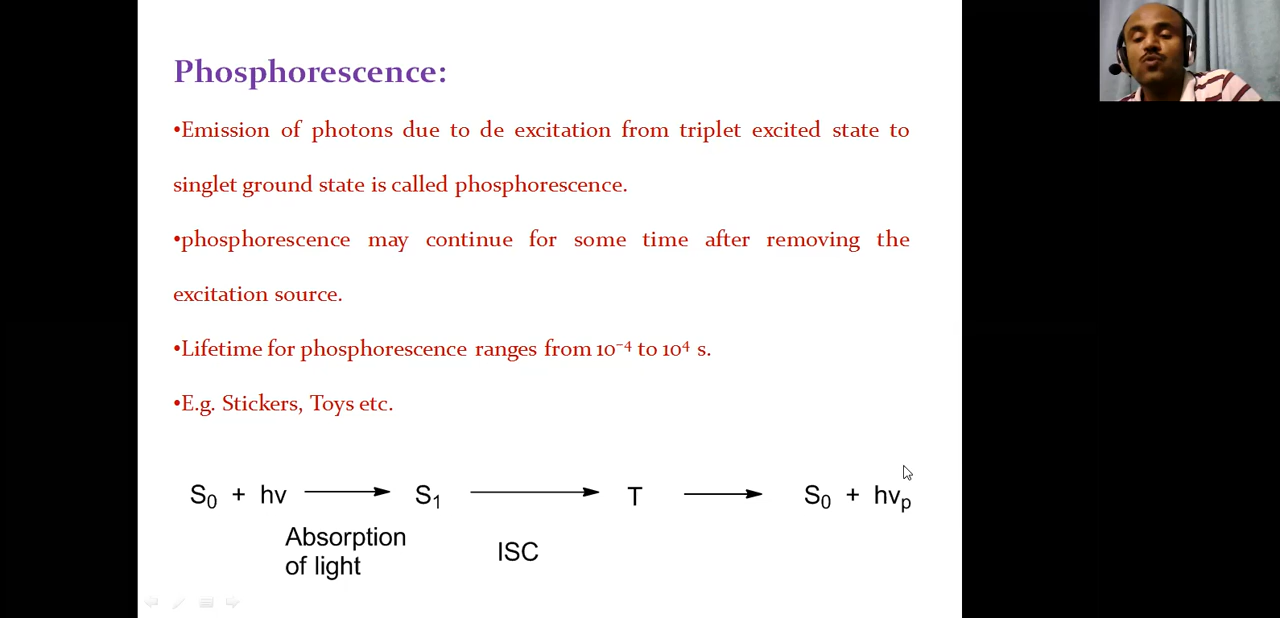 Phosphorescence:
•Emission of photons due to de excitation from triplet excited state to
singlet ground state is called phosphorescence.
•phosphorescence may continue for some time after removing the
excitation source.
•Lifetime for phosphorescence ranges from 10⁻⁴ to 10⁴ s.
•E.g. Stickers, Toys etc.
S₀ + hν → S₁ → T → S₀ + hνₚ
Absorption
of light
ISC